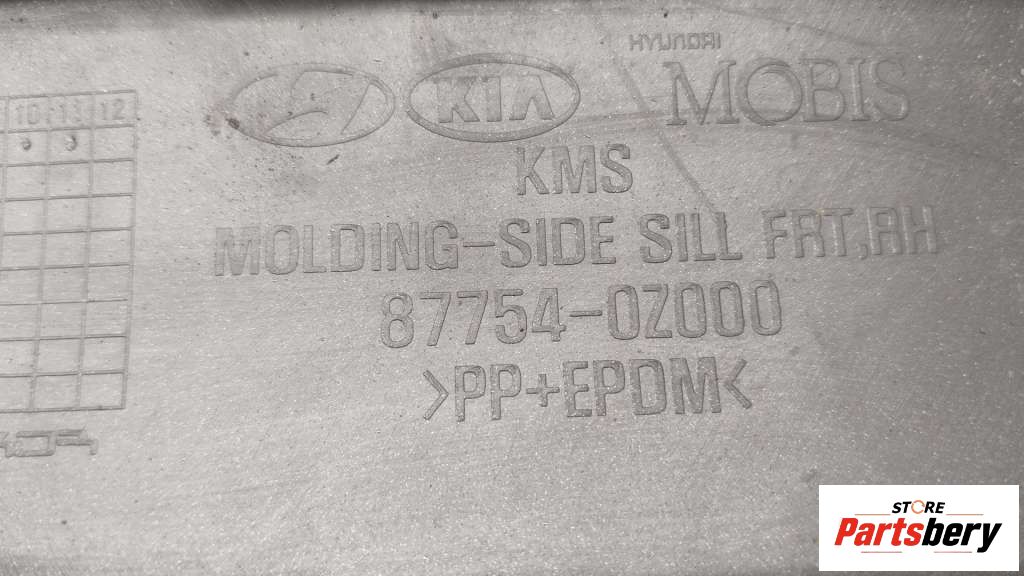 HYUNDAI
KIA MOBIS
10 11 12
KMS
MOLDING-SIDE SILL FRT,RH
87754-0Z000
>PP+EPDM<
STORE
Partsbery